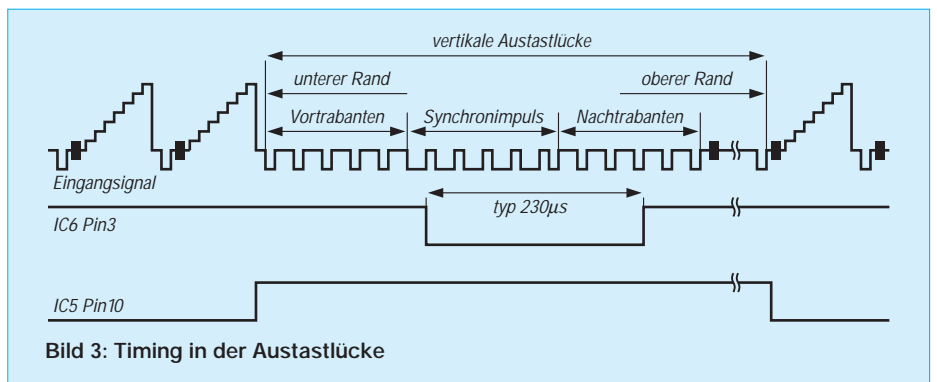 vertikale Austastlücke
unterer Rand
oberer Rand
Vortrabanten
Synchronimpuls
Nachtrabanten
Eingangsignal
typ 230µs
IC6 Pin3
IC5 Pin10
Bild 3: Timing in der Austastlücke